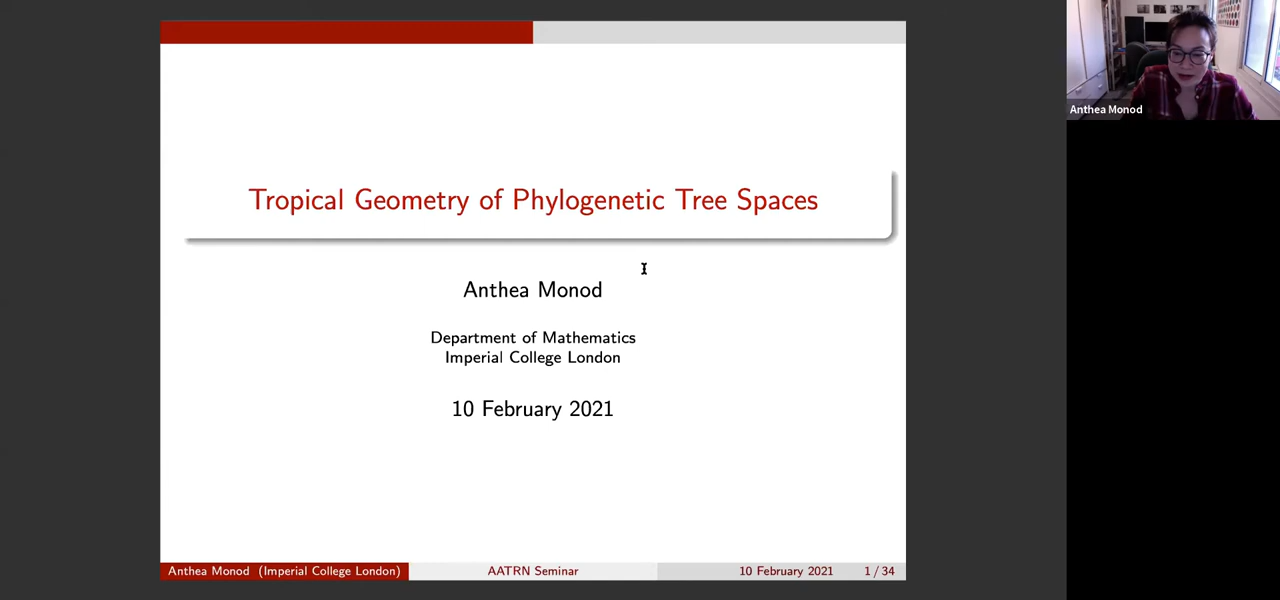 Tropical Geometry of Phylogenetic Tree Spaces
Anthea Monod
Department of Mathematics
Imperial College London
10 February 2021
Anthea Monod (Imperial College London)
AATRN Seminar
10 February 2021
1 / 34
Anthea Monod